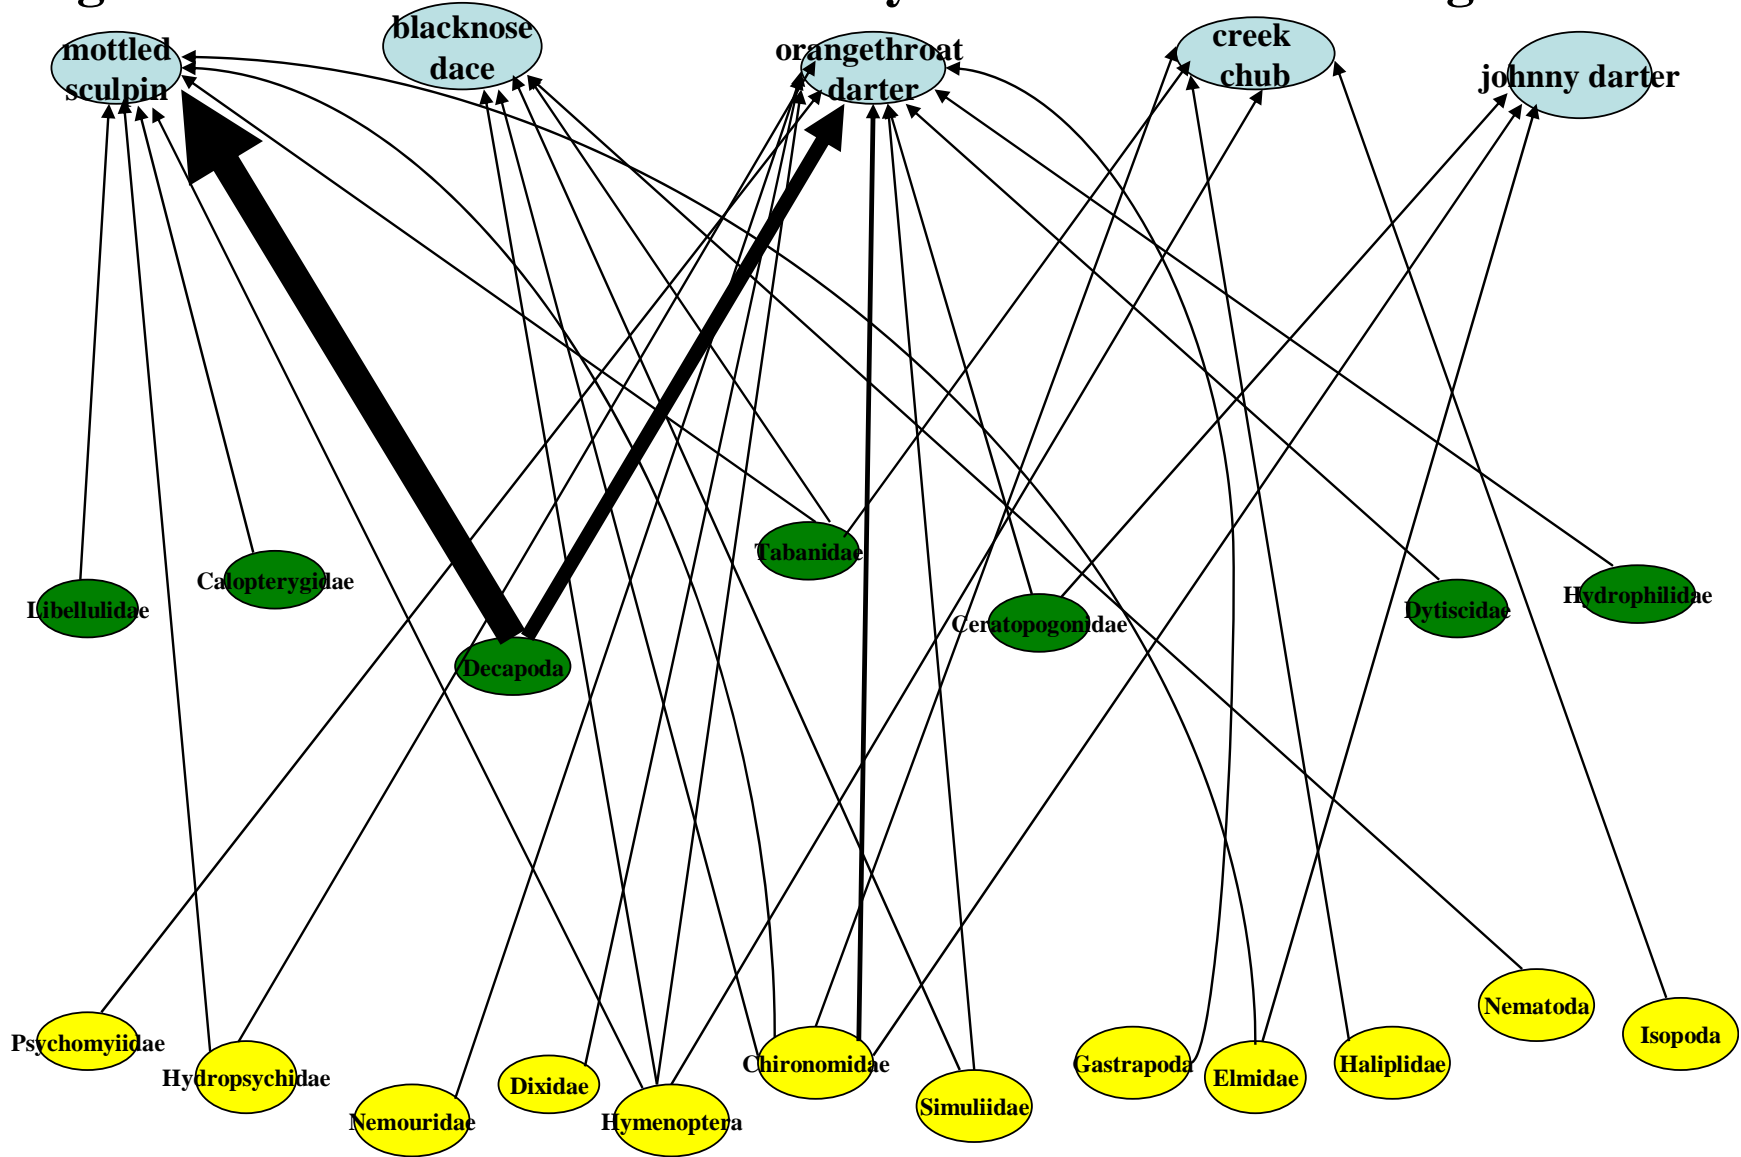 mottled
sculpin
blacknose
dace
orangethroat
darter
creek
chub
johnny darter
Tabanidae
Calopterygidae
Libellulidae
Hydrophilidae
Dytiscidae
Ceratopogonidae
Decapoda
Nematoda
Isopoda
Psychomyiidae
Hydropsychidae
Chironomidae
Gastrapoda
Elmidae
Haliplidae
Dixidae
Simuliidae
Nemouridae
Hymenoptera